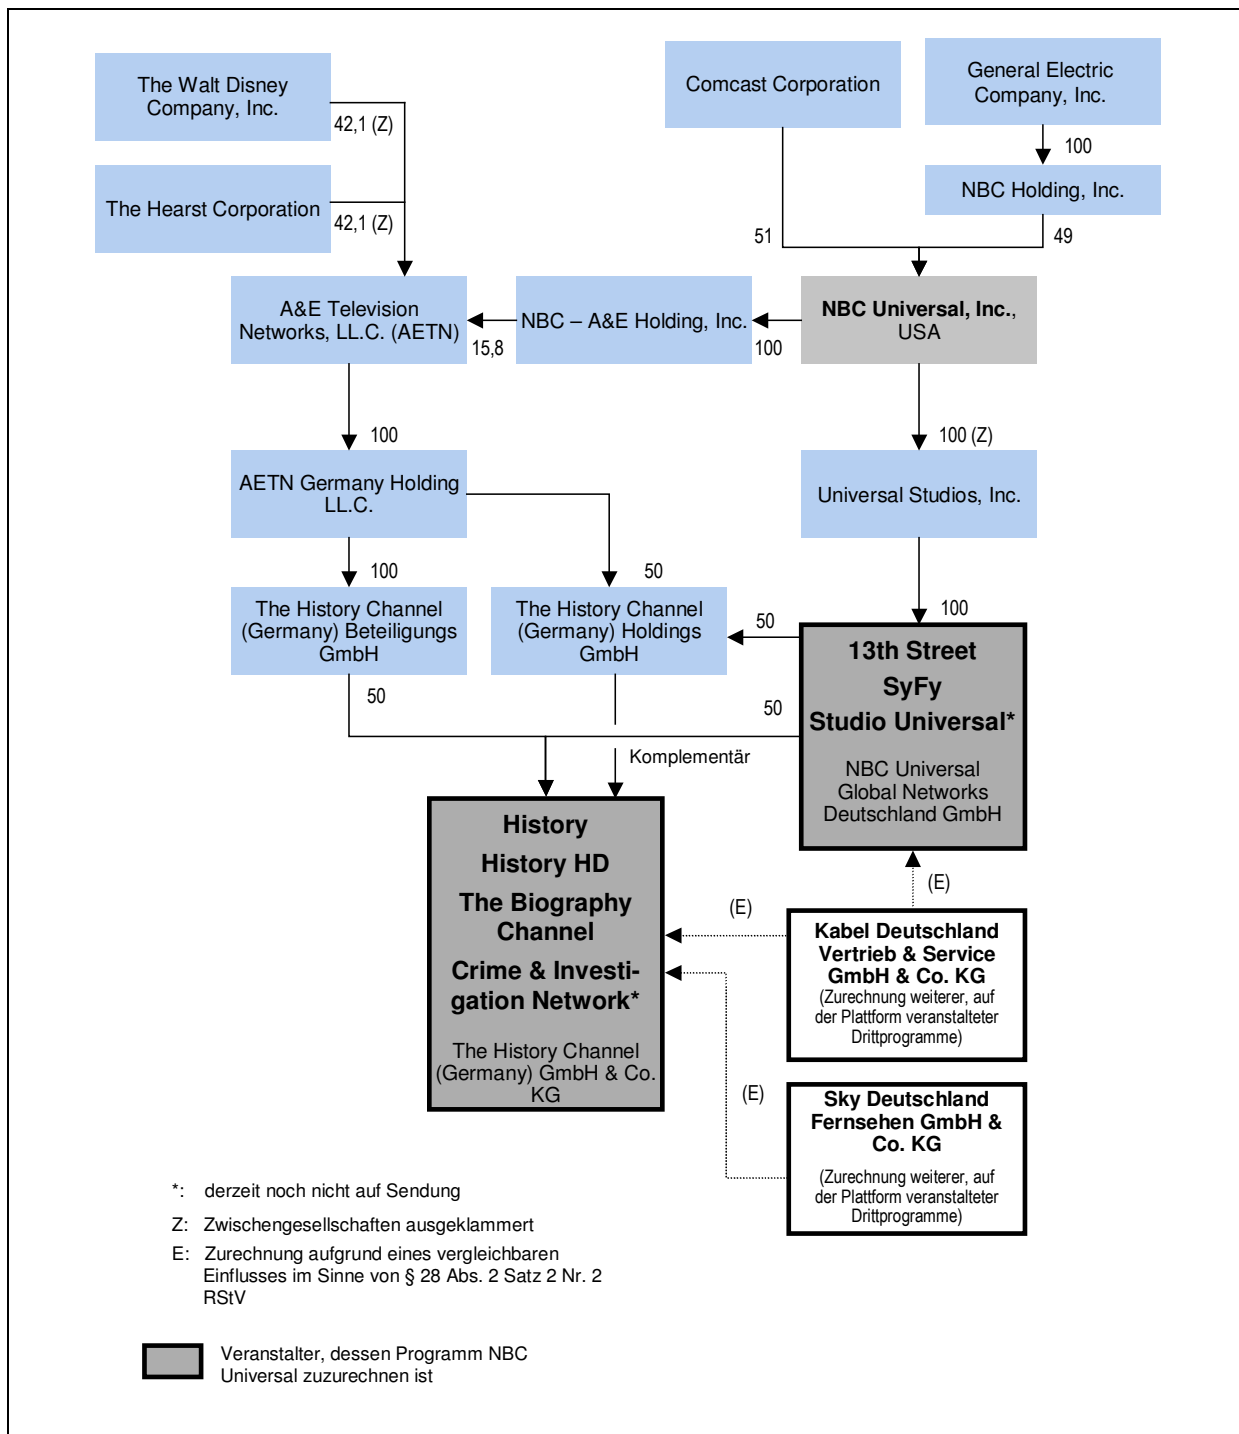 The Walt Disney
Company, Inc.
42,1 (Z)
The Hearst Corporation
42,1 (Z)
Comcast Corporation
General Electric
Company, Inc.
100
NBC Holding, Inc.
51
49
A&E Television
Networks, LL.C. (AETN)
15,8
NBC – A&E Holding, Inc.
100
NBC Universal, Inc.,
USA
100
100 (Z)
AETN Germany Holding
LL.C.
Universal Studios, Inc.
100
50
100
The History Channel
(Germany) Beteiligungs
GmbH
The History Channel
(Germany) Holdings
GmbH
50
50
50
Komplementär
13th Street
SyFy
Studio Universal*
NBC Universal
Global Networks
Deutschland GmbH
History
History HD
The Biography
Channel
Crime & Investi-
gation Network*
The History Channel
(Germany) GmbH & Co.
KG
(E)
(E)
Kabel Deutschland
Vertrieb & Service
GmbH & Co. KG
(Zurechnung weiterer, auf
der Plattform veranstalteter
Drittprogramme)
(E)
Sky Deutschland
Fernsehen GmbH &
Co. KG
(Zurechnung weiterer, auf
der Plattform veranstalteter
Drittprogramme)
*: derzeit noch nicht auf Sendung
Z: Zwischengesellschaften ausgeklammert
E: Zurechnung aufgrund eines vergleichbaren
Einflusses im Sinne von § 28 Abs. 2 Satz 2 Nr. 2
RStV
Veranstalter, dessen Programm NBC
Universal zuzurechnen ist